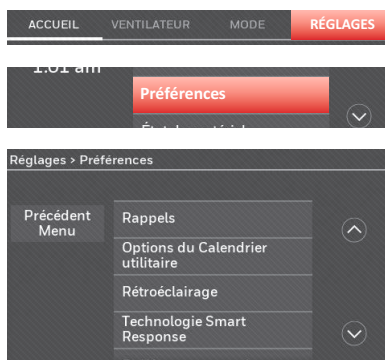 ACCUEIL VENTILATEUR MODE RÉGLAGES
1:01 am
Préférences
Réglages > Préférences
Précédent
Menu
Rappels
Options du Calendrier
utilitaire
Rétroéclairage
Technologie Smart
Response